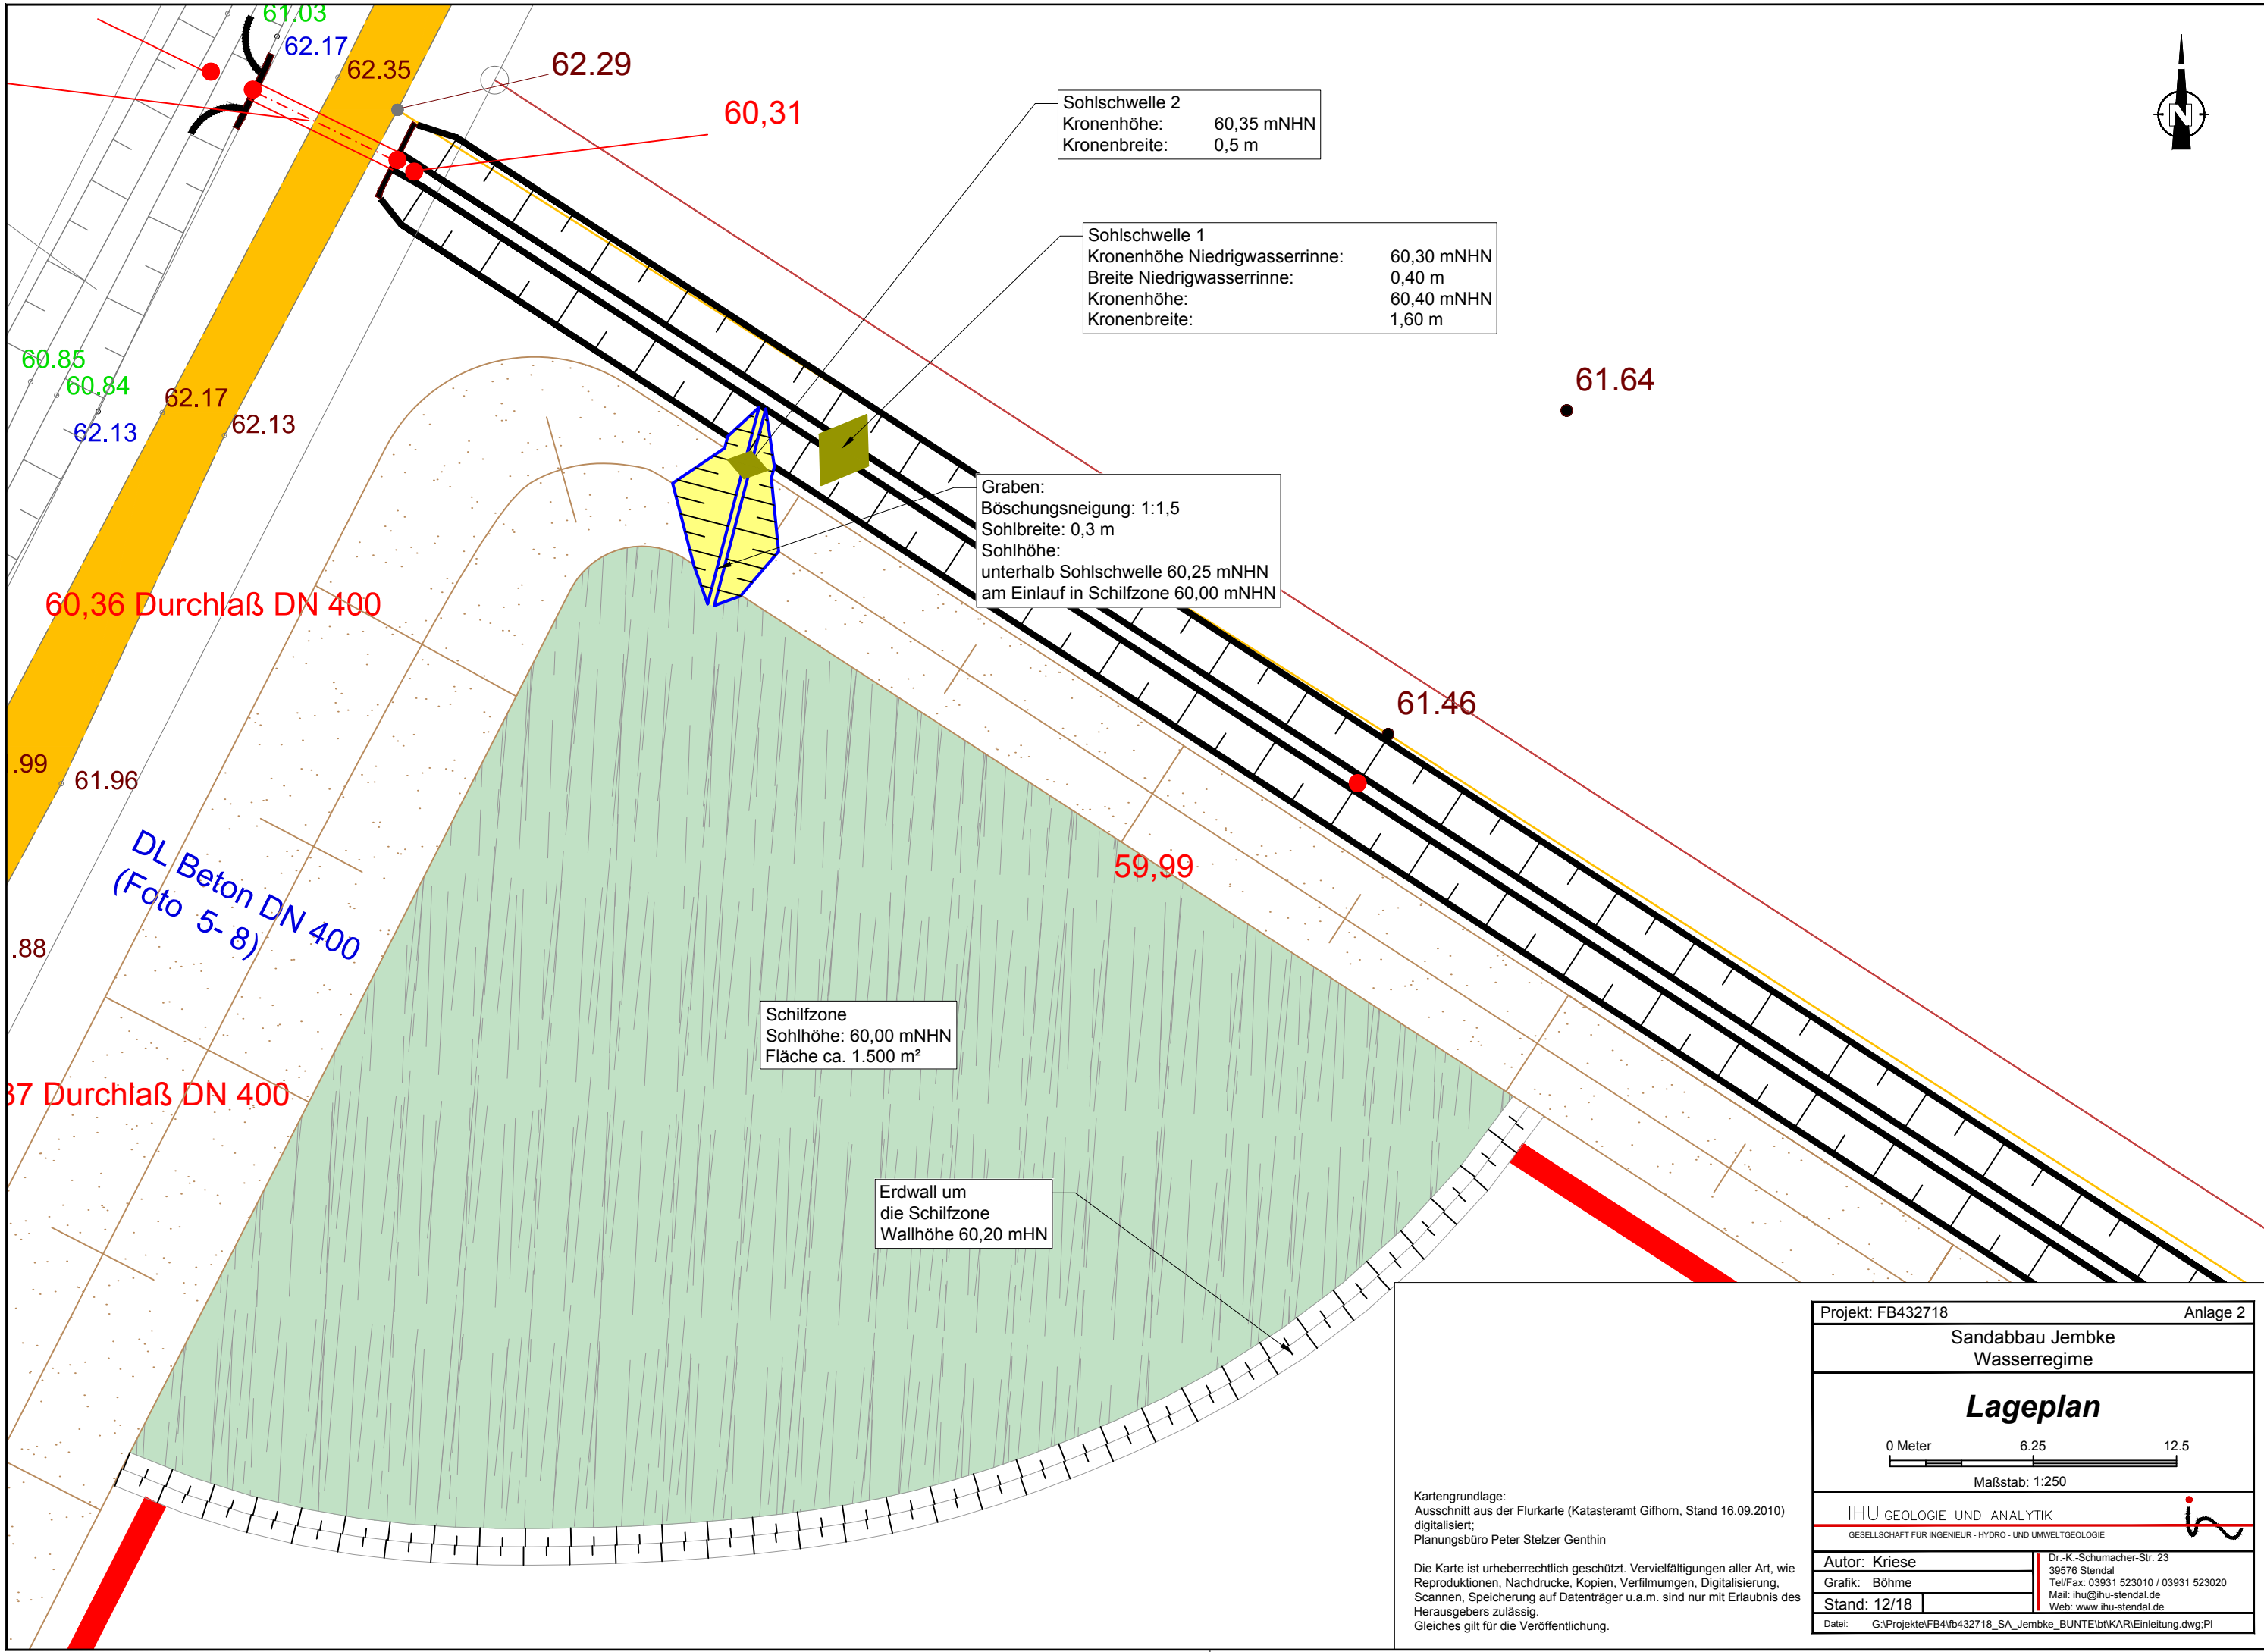 61.03
62.17
62.35
62.29
60,31
Sohlschwelle 2
Kronenhöhe: 60,35 mNHN
Kronenbreite: 0,5 m
N
Sohlschwelle 1
Kronenhöhe Niedrigwasserrinne: 60,30 mNHN
Breite Niedrigwasserrinne: 0,40 m
Kronenhöhe: 60,40 mNHN
Kronenbreite: 1,60 m
60.85
60.84
62.17
62.13
62.13
61.64
Graben:
Böschungsneigung: 1:1,5
Sohlbreite: 0,3 m
Sohlhöhe:
unterhalb Sohlschwelle 60,25 mNHN
am Einlauf in Schilfzone 60,00 mNHN
60,36 Durchlaß DN 400
61.46
.99
61.96
59,99
DL Beton DN 400
(Foto 5- 8)
.88
Schilfzone
Sohlhöhe: 60,00 mNHN
Fläche ca. 1.500 m²
37 Durchlaß DN 400
Erdwall um
die Schilfzone
Wallhöhe 60,20 mHN
Projekt: FB432718 Anlage 2
Sandabbau Jembke
Wasserregime
Lageplan
0 Meter 6.25 12.5
Maßstab: 1:250
IHU GEOLOGIE UND ANALYTIK
GESELLSCHAFT FÜR INGENIEUR - HYDRO - UND UMWELTGEOLOGIE
Autor: Kriese
Grafik: Böhme
Stand: 12/18
Dr.-K.-Schumacher-Str. 23
39576 Stendal
Tel/Fax: 03931 523010 / 03931 523020
Mail: ihu@ihu-stendal.de
Web: www.ihu-stendal.de
Datei: G:\Projekte\FB4\fb432718_SA_Jembke_BUNTE\bt\KAR\Einleitung.dwg;Pl
Kartengrundlage:
Ausschnitt aus der Flurkarte (Katasteramt Gifhorn, Stand 16.09.2010)
digitalisiert;
Planungsbüro Peter Stelzer Genthin
Die Karte ist urheberrechtlich geschützt. Vervielfältigungen aller Art, wie
Reproduktionen, Nachdrucke, Kopien, Verfilmumgen, Digitalisierung,
Scannen, Speicherung auf Datenträger u.a.m. sind nur mit Erlaubnis des
Herausgebers zulässig.
Gleiches gilt für die Veröffentlichung.